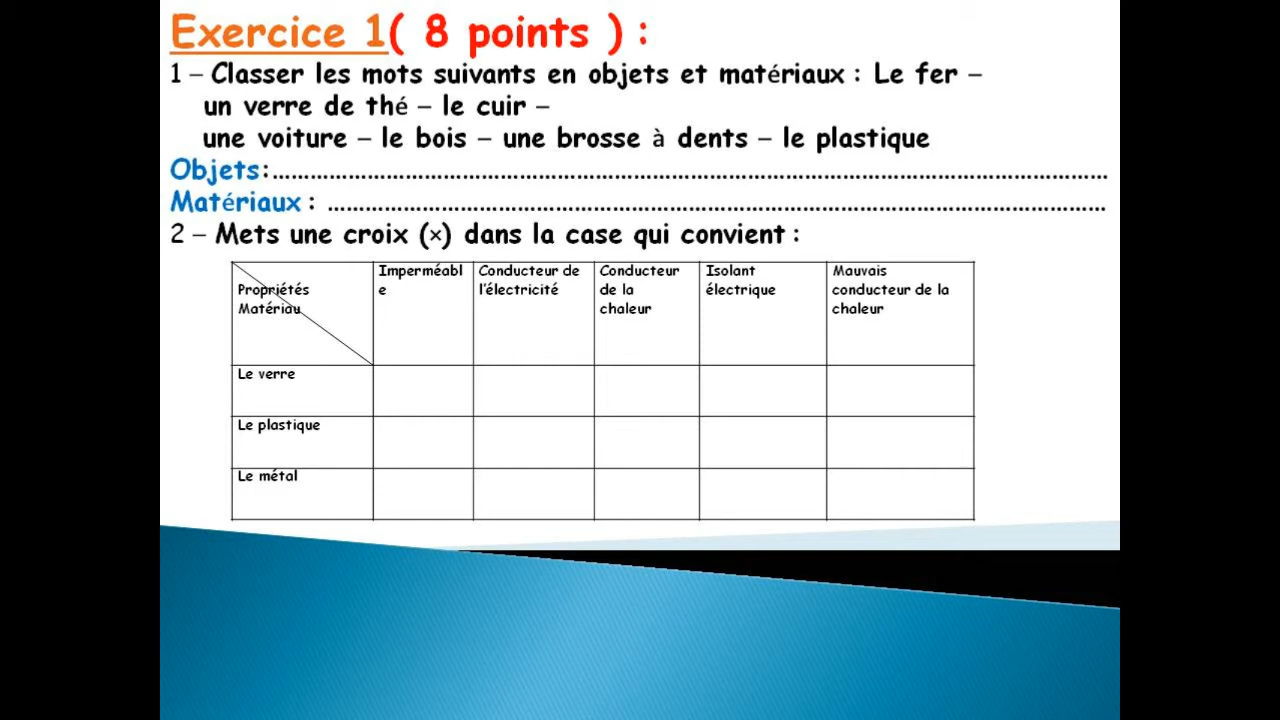 Exercice 1( 8 points ) :
1 – Classer les mots suivants en objets et matériaux : Le fer –
un verre de thé – le cuir –
une voiture – le bois – une brosse à dents – le plastique
Objets:……………………………………………………………………………………………………………………
Matériaux : ……………………………………………………………………………………………………………
2 – Mets une croix (×) dans la case qui convient :
Propriétés
Matériau
Imperméabl
e
Conducteur de
l’électricité
Conducteur
de la
chaleur
Isolant
électrique
Mauvais
conducteur de la
chaleur
Le verre
Le plastique
Le métal